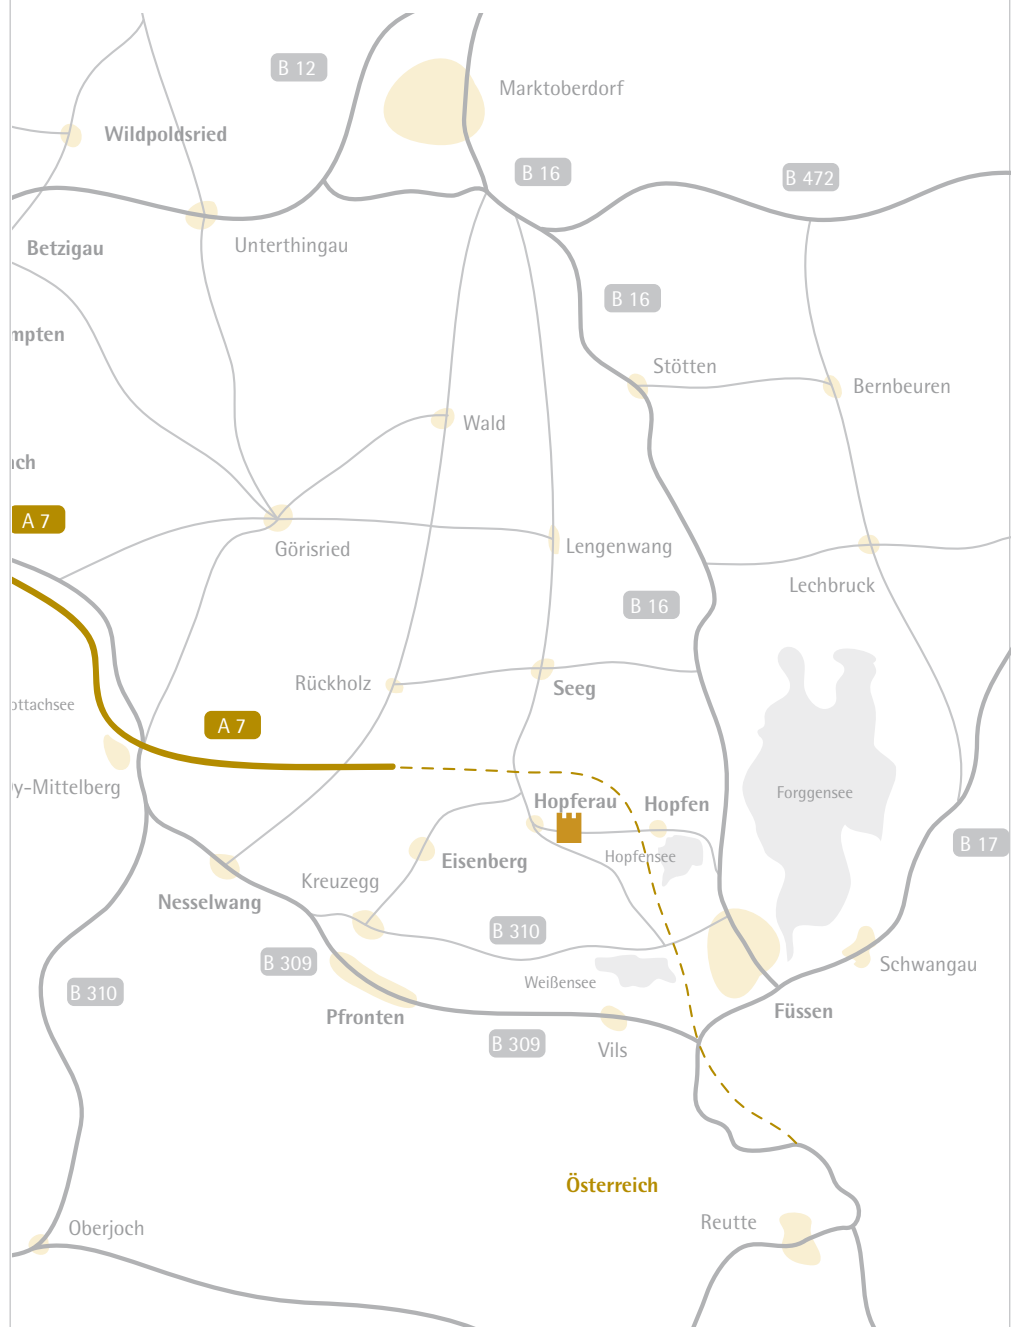 B 12
Marktoberdorf
Wildpoldsried
B 16
B 472
Unterthingau
Betzigau
B 16
mpten
Stötten
Bernbeuren
Wald
ach
A 7
Görisried
Lengenwang
Lechbruck
B 16
Rückholz
Seeg
ottachsee
A 7
Oy-Mittelberg
Forggensee
Hopferau
Hopfen
B 17
Hopfensee
Eisenberg
Kreuzegg
Nesselwang
B 310
B 309
Schwangau
Weißensee
B 310
Pfronten
Füssen
B 309
Vils
Österreich
Reutte
Oberjoch